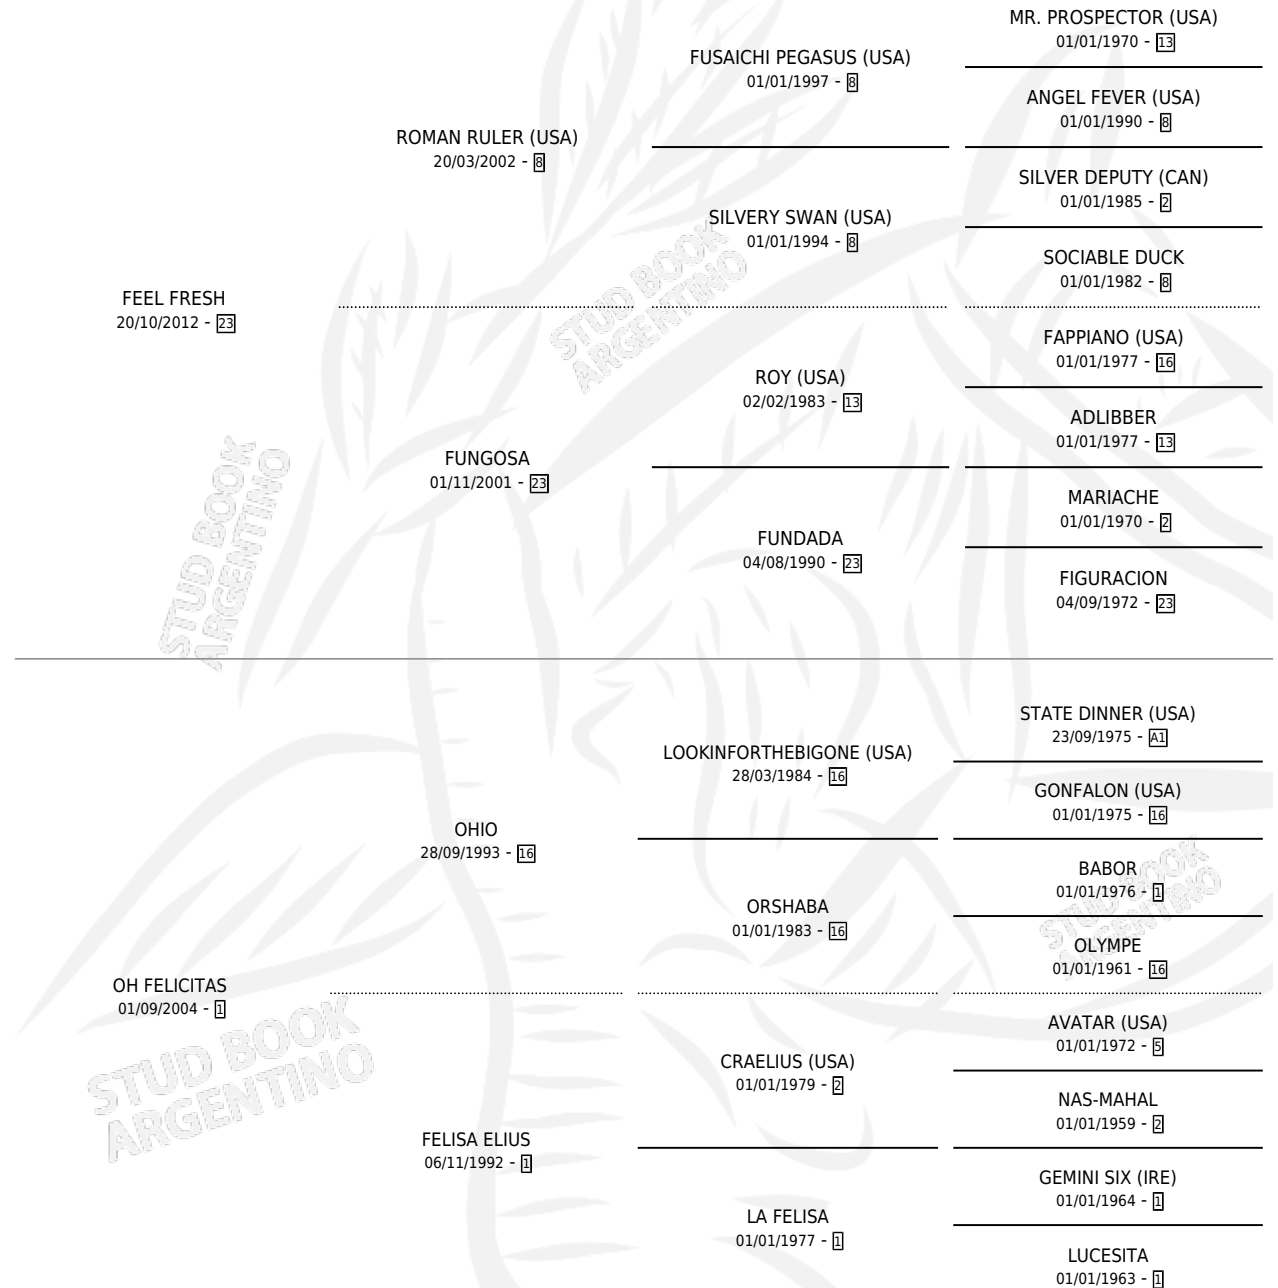 MR. PROSPECTOR (USA)
01/01/1970 - 13
FUSAICHI PEGASUS (USA)
01/01/1997 - 8
ANGEL FEVER (USA)
01/01/1990 - 8
ROMAN RULER (USA)
20/03/2002 - 8
SILVER DEPUTY (CAN)
01/01/1985 - 2
SILVERY SWAN (USA)
01/01/1994 - 8
SOCIABLE DUCK
01/01/1982 - 8
FEEL FRESH
20/10/2012 - 23
STUD BOOK
ARGENTINO
FAPPIANO (USA)
01/01/1977 - 16
ROY (USA)
02/02/1983 - 13
ADLIBBER
01/01/1977 - 13
FUNGOSA
01/11/2001 - 23
MARIACHE
01/01/1970 - 2
FUNDADA
04/08/1990 - 23
FIGURACION
04/09/1972 - 23
STUD BOOK
ARGENTINO
STATE DINNER (USA)
23/09/1975 - A1
LOOKINFORTHEBIGONE (USA)
28/03/1984 - 16
GONFALON (USA)
01/01/1975 - 16
OHIO
28/09/1993 - 16
BABOR
01/01/1976 - 1
ORSHABA
01/01/1983 - 16
STUD BOOK
ARGENTINO
OLYMPE
01/01/1961 - 16
OH FELICITAS
01/09/2004 - 1
AVATAR (USA)
01/01/1972 - 5
CRAELIUS (USA)
01/01/1979 - 2
STUD BOOK
ARGENTINO
NAS-MAHAL
01/01/1959 - 2
FELISA ELIUS
06/11/1992 - 1
GEMINI SIX (IRE)
01/01/1964 - 1
LA FELISA
01/01/1977 - 1
LUCESITA
01/01/1963 - 1